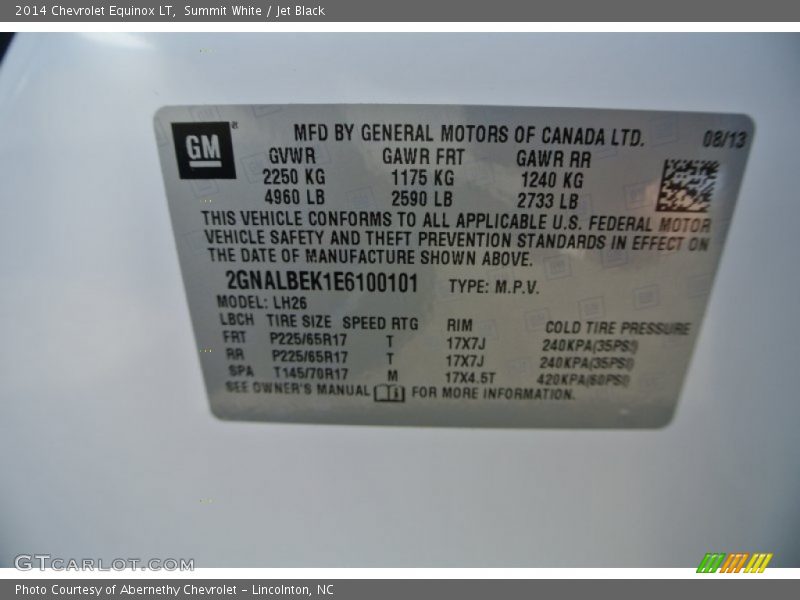 2014 Chevrolet Equinox LT, Summit White / Jet Black
GM
MFD BY GENERAL MOTORS OF CANADA LTD. 08/13
GVWR GAWR FRT GAWR RR
2250 KG 1175 KG 1240 KG
4960 LB 2590 LB 2733 LB
THIS VEHICLE CONFORMS TO ALL APPLICABLE U.S. FEDERAL MOTOR
VEHICLE SAFETY AND THEFT PREVENTION STANDARDS IN EFFECT ON
THE DATE OF MANUFACTURE SHOWN ABOVE.
2GNALBEK1E6100101 TYPE: M.P.V.
MODEL: LH26
LBCH TIRE SIZE SPEED RTG RIM COLD TIRE PRESSURE
FRT P225/65R17 T 17X7J 240KPA(35PSI)
RR P225/65R17 T 17X7J 240KPA(35PSI)
SPA T145/70R17 M 17X4.5T 420KPA(60PSI)
SEE OWNER'S MANUAL FOR MORE INFORMATION.
GTCARLOT.COM
Photo Courtesy of Abernethy Chevrolet – Lincolnton, NC